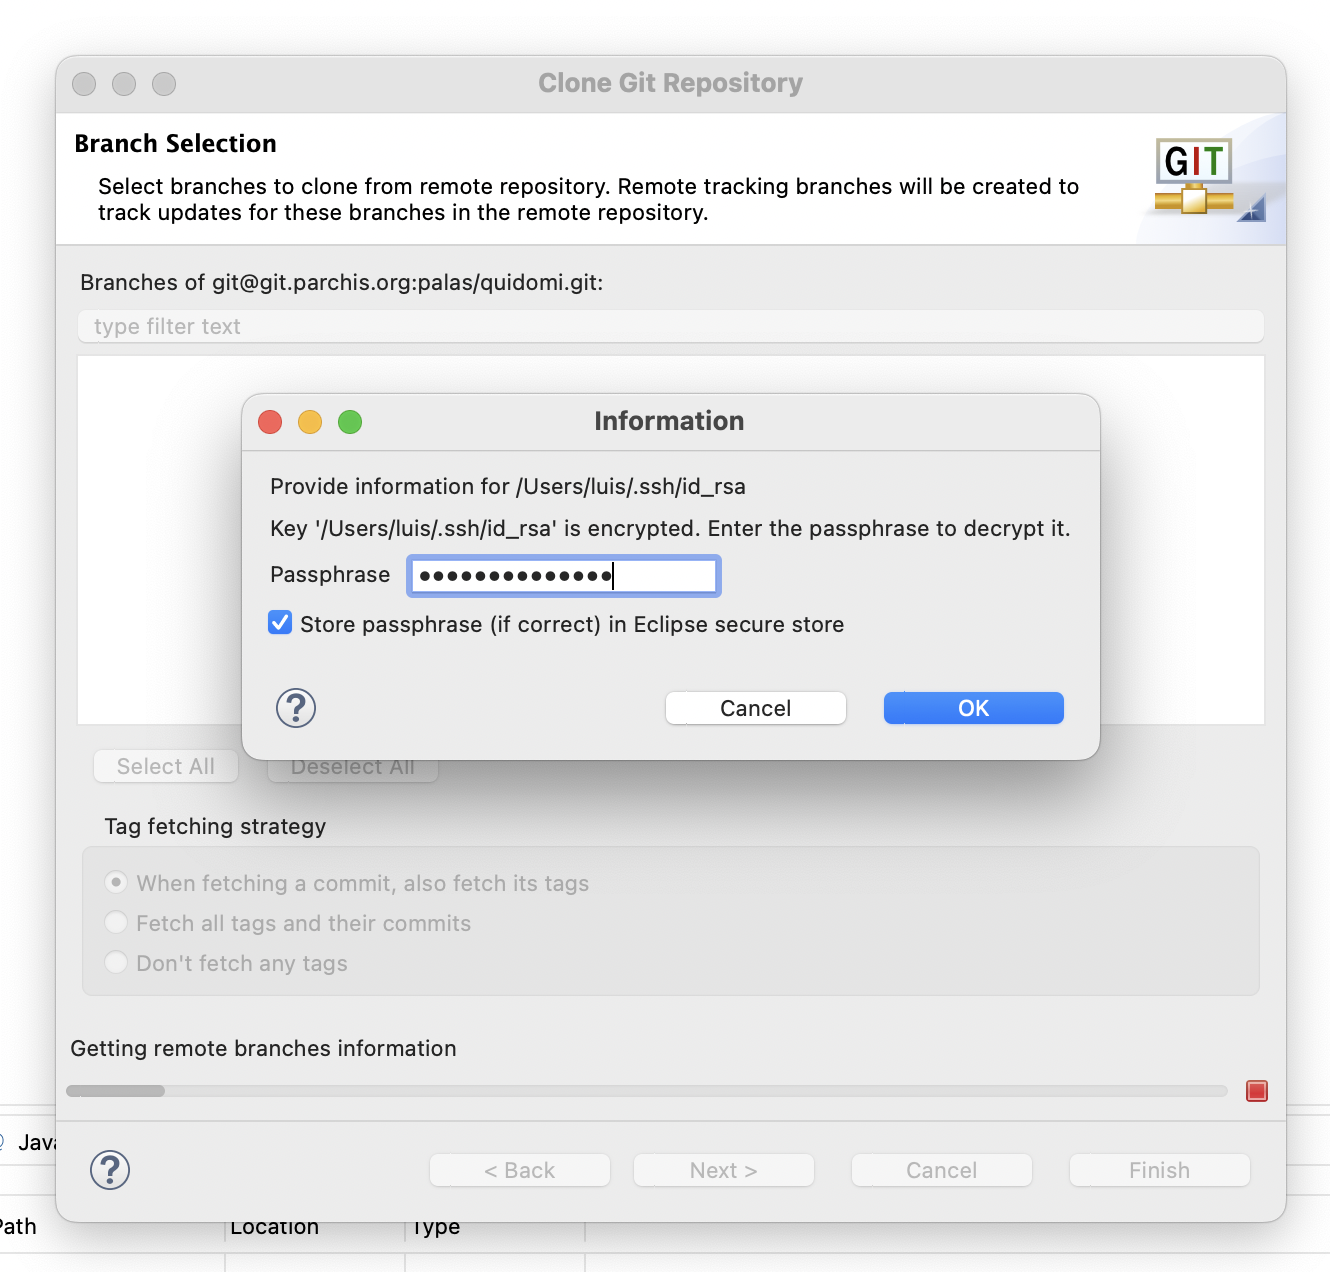 Clone Git Repository
Branch Selection
Select branches to clone from remote repository. Remote tracking branches will be created to
track updates for these branches in the remote repository.
GIT
Branches of git@git.parchis.org:palas/quidomi.git:
type filter text
Information
Provide information for /Users/luis/.ssh/id_rsa
Key '/Users/luis/.ssh/id_rsa' is encrypted. Enter the passphrase to decrypt it.
Passphrase ••••••••••••••
Store passphrase (if correct) in Eclipse secure store
?
Cancel OK
Select All Deselect All
Tag fetching strategy
When fetching a commit, also fetch its tags
Fetch all tags and their commits
Don't fetch any tags
Getting remote branches information
Java
? < Back Next > Cancel Finish
Path Location Type